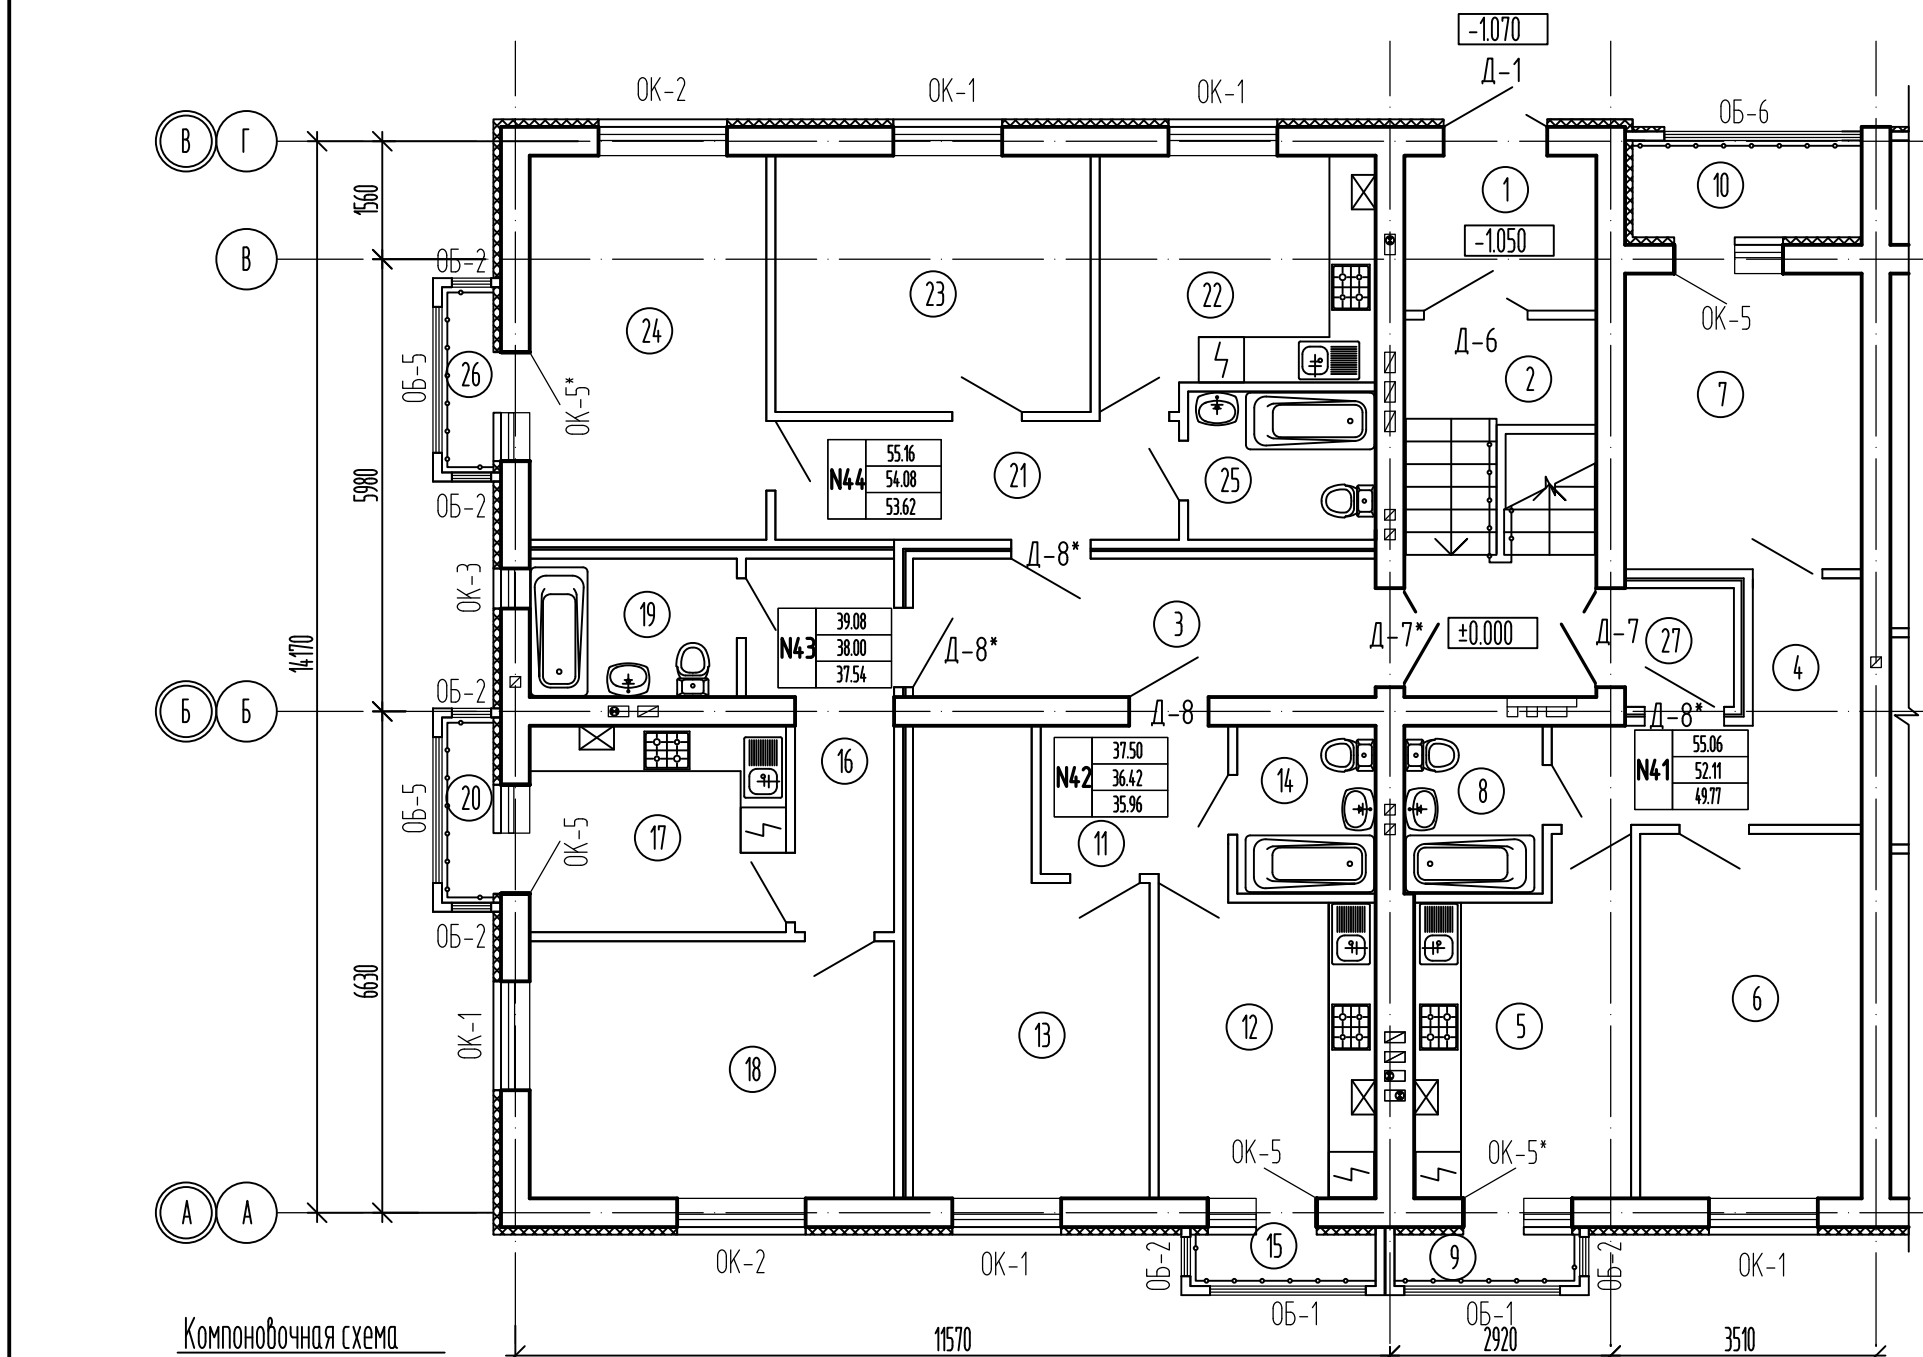 -1.070
Д-1
ОК-2
ОК-1
ОК-1
ОБ-6
В
Г
1560
1
10
В
-1.050
ОБ-2
24
23
22
ОК-5
Д-6
ОБ-5
26
ОК-5*
2
7
N44
55.16
54.08
53.62
21
25
5980
ОБ-2
Д-8*
ОК-3
19
N43
39.08
38.00
37.54
3
Д-8*
Д-7*
±0.000
Д-7
27
4
14170
ОБ-2
Б
Б
Д-8
Д-8*
16
N42
37.50
36.42
35.96
14
8
N41
55.06
52.11
49.77
ОБ-5
20
ОК-5
17
11
ОБ-2
6630
ОК-1
18
13
12
5
6
ОК-5
ОК-5*
А
А
ОК-2
ОК-1
ОБ-2
15
9
ОБ-2
ОК-1
ОБ-1
ОБ-1
Компоновочная схема
11570
2920
3510